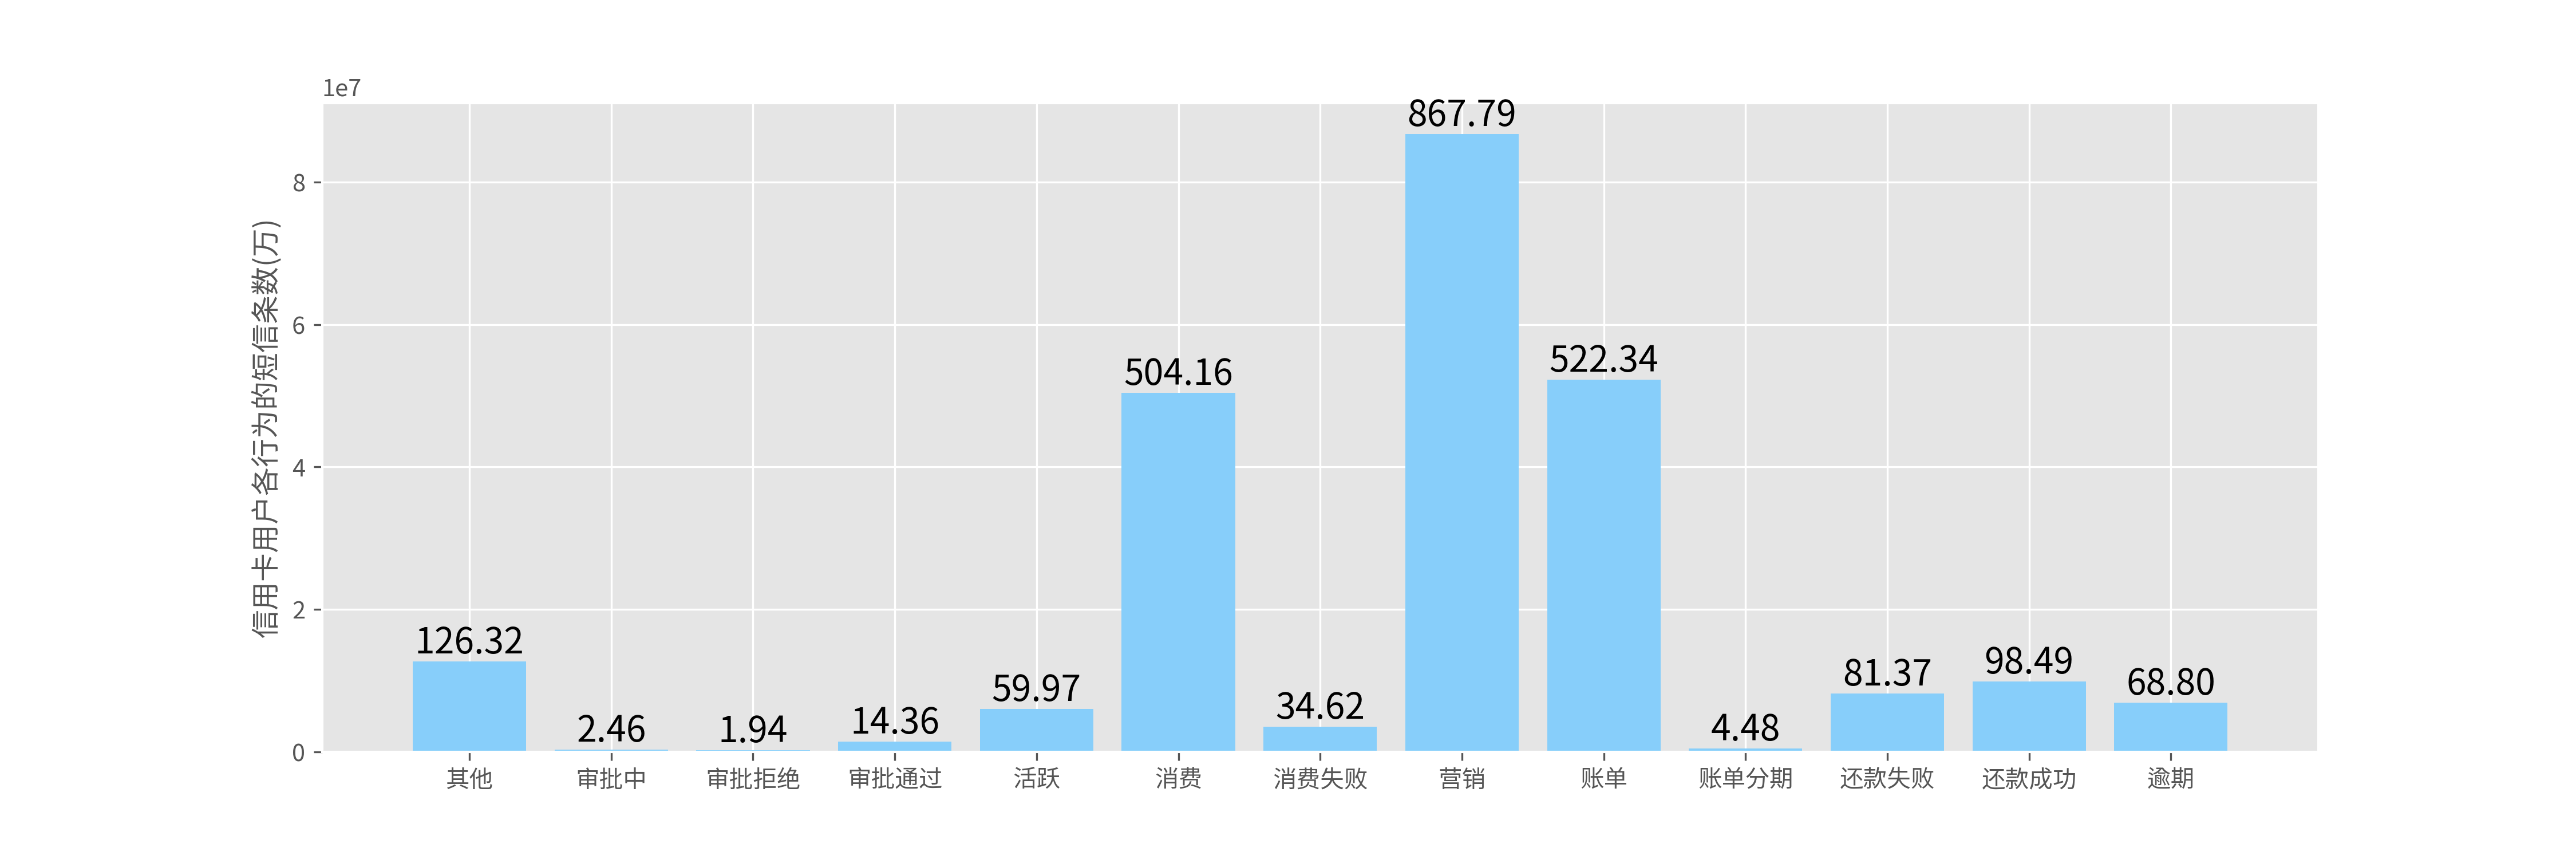 1e7
信用卡用户各行为的短信条数(万)
8
6
4
2
0
126.32
2.46
1.94
14.36
59.97
504.16
34.62
867.79
522.34
4.48
81.37
98.49
68.80
其他
审批中
审批拒绝
审批通过
活跃
消费
消费失败
营销
账单
账单分期
还款失败
还款成功
逾期